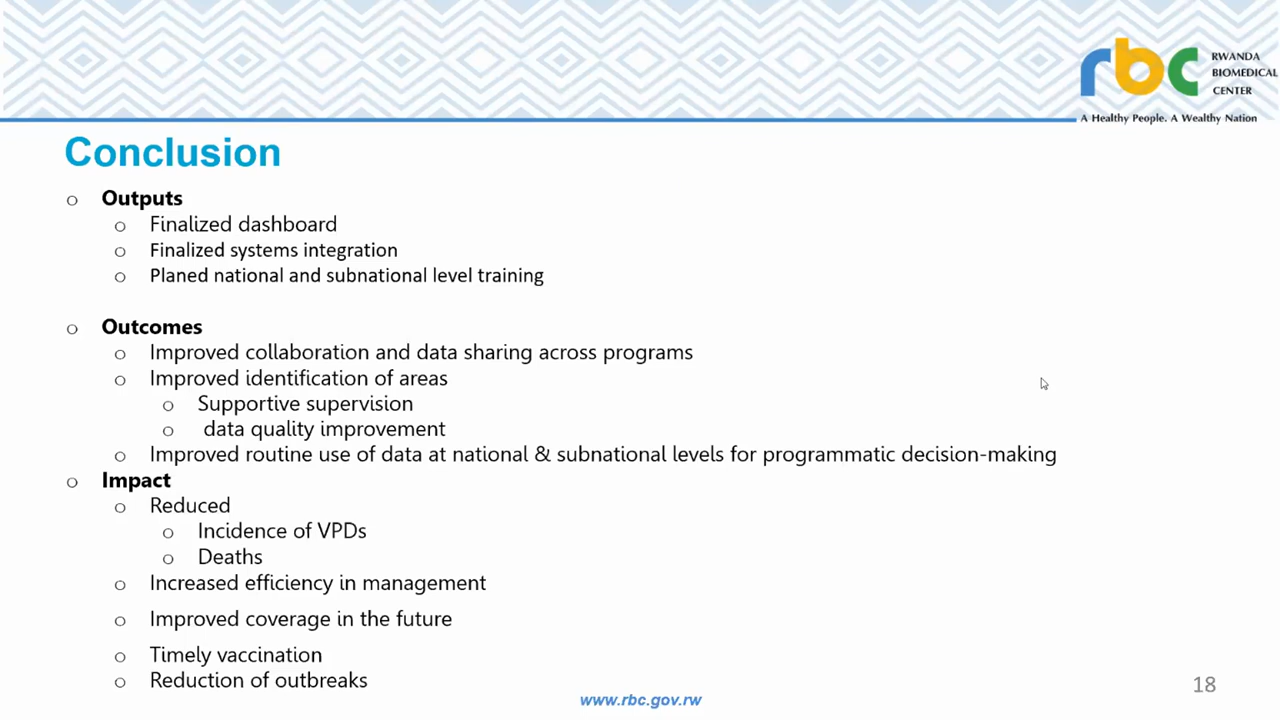 rbc RWANDA
BIOMEDICAL
CENTER
A Healthy People. A Wealthy Nation
Conclusion
o Outputs
o Finalized dashboard
o Finalized systems integration
o Planed national and subnational level training
o Outcomes
o Improved collaboration and data sharing across programs
o Improved identification of areas
o Supportive supervision
o data quality improvement
o Improved routine use of data at national & subnational levels for programmatic decision-making
o Impact
o Reduced
o Incidence of VPDs
o Deaths
o Increased efficiency in management
o Improved coverage in the future
o Timely vaccination
o Reduction of outbreaks
www.rbc.gov.rw
18